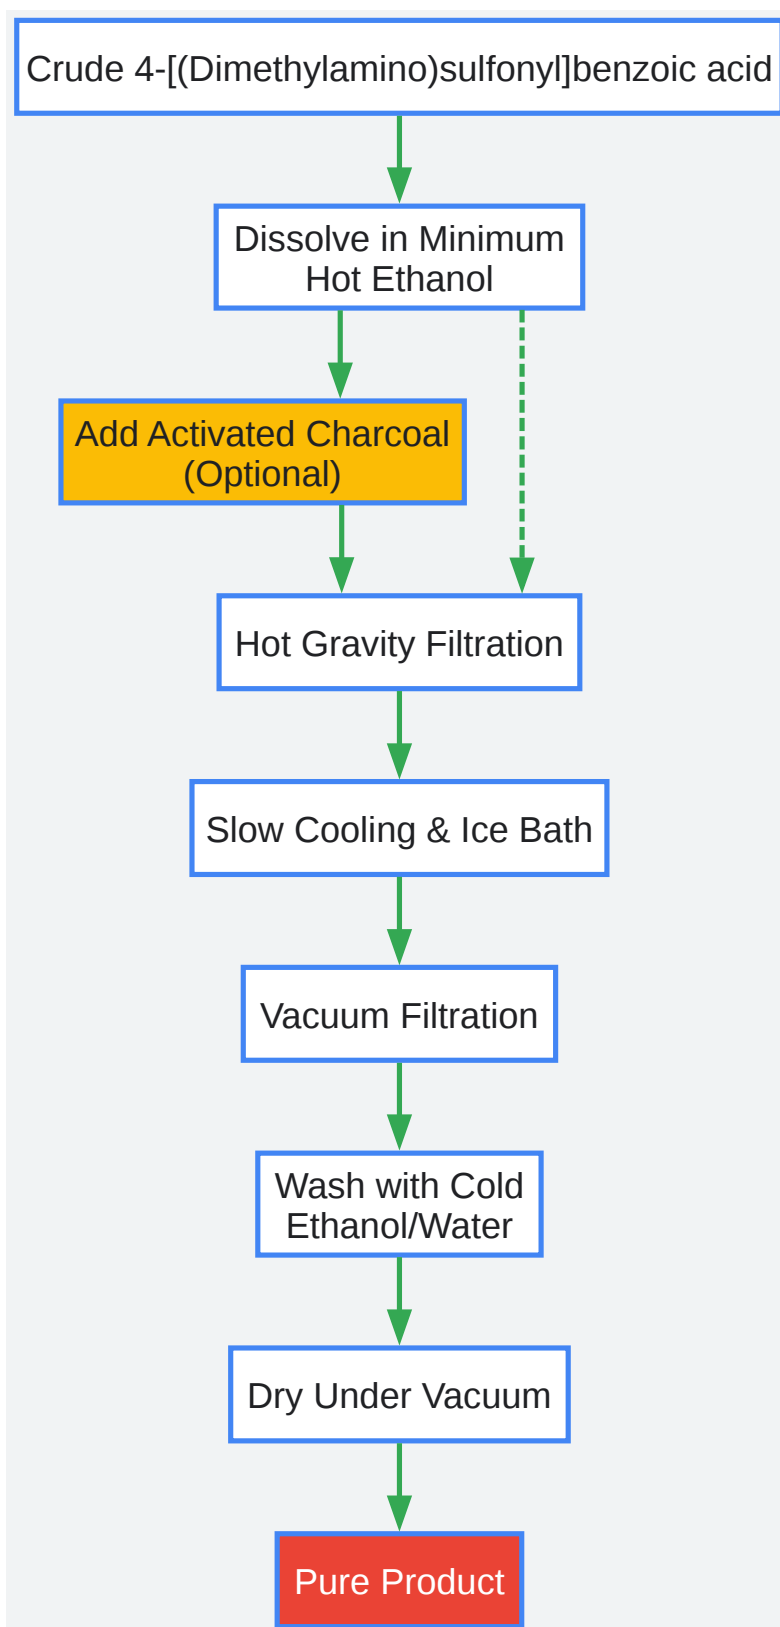 Crude 4-[(Dimethylamino)sulfonyl]benzoic acid
Dissolve in Minimum
Hot Ethanol
Add Activated Charcoal
(Optional)
Hot Gravity Filtration
Slow Cooling & Ice Bath
Vacuum Filtration
Wash with Cold
Ethanol/Water
Dry Under Vacuum
Pure Product